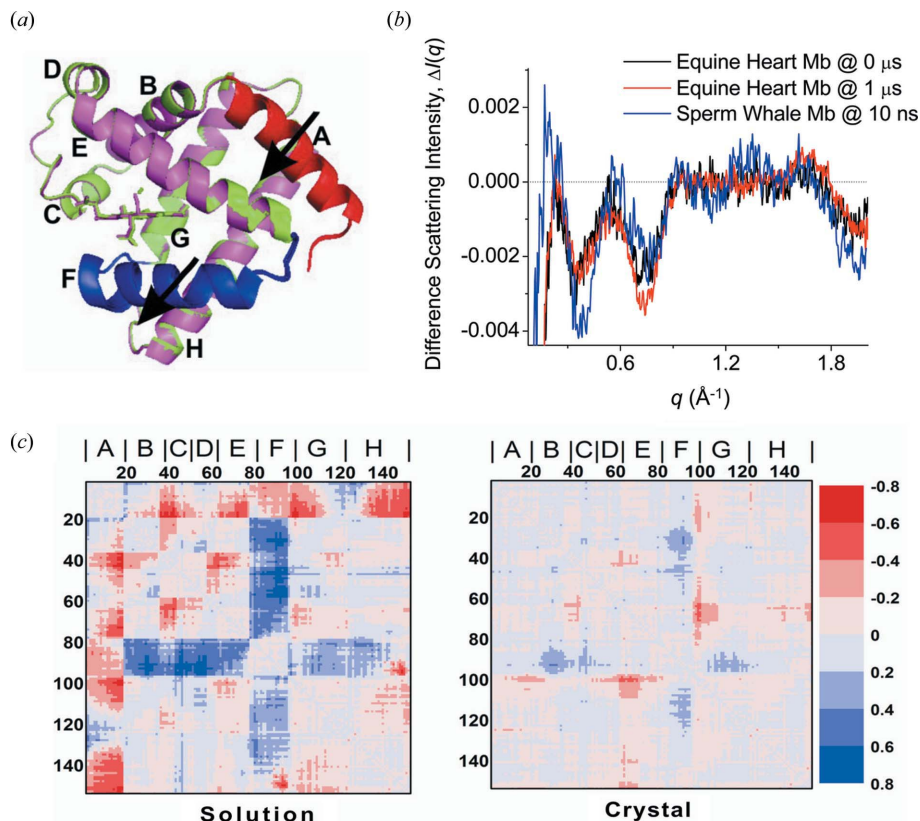 (a)
D
B
A
E
C
G
F
H
(b)
Equine Heart Mb @ 0 μs
Equine Heart Mb @ 1 μs
Sperm Whale Mb @ 10 ns
Difference Scattering Intensity, ΔI(q)
0.002
0.000
-0.002
-0.004
0.6 1.2 1.8
q (Å-1)
(c)
| A | B | C | D | E | F | G | H |
20 40 60 80 100 120 140
20
40
60
80
100
120
140
Solution
| A | B | C | D | E | F | G | H |
20 40 60 80 100 120 140
20
40
60
80
100
120
140
Crystal
-0.8
-0.6
-0.4
-0.2
0
0.2
0.4
0.6
0.8